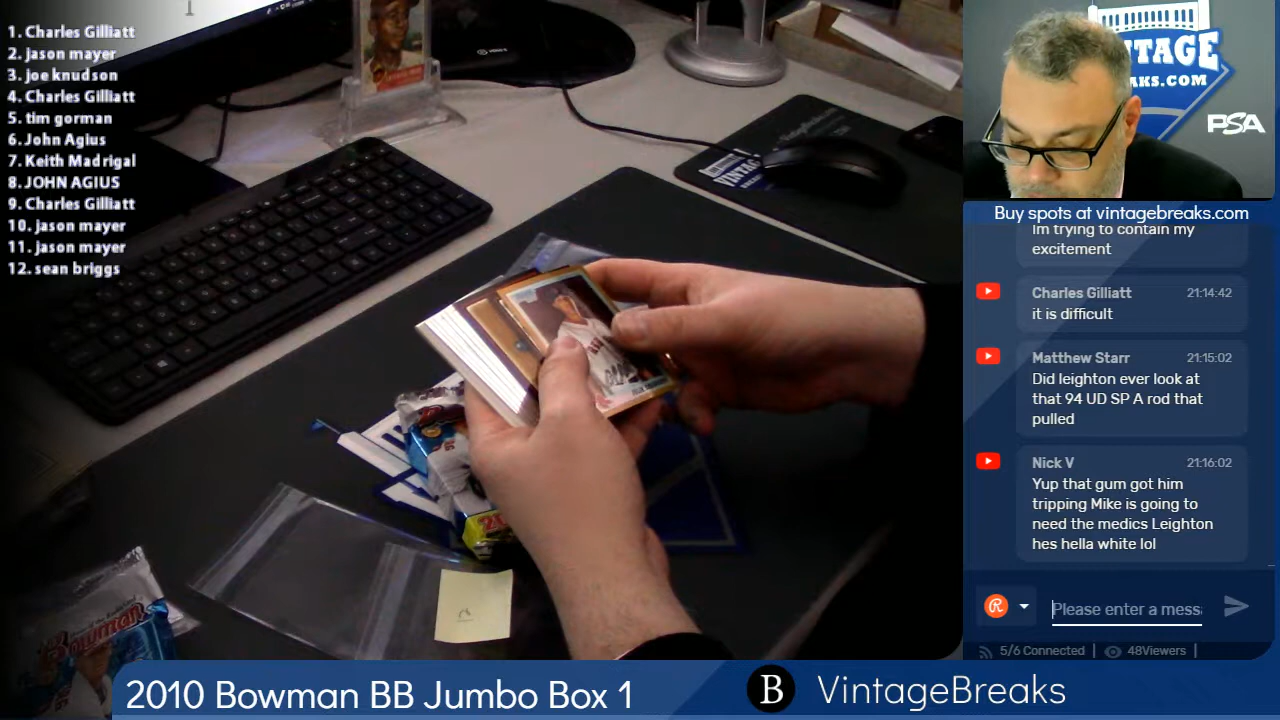 1. Charles Gilliatt
2. jason mayer
3. joe knudson
4. Charles Gilliatt
5. tim gorman
6. John Agius
7. Keith Madrigal
8. JOHN AGIUS
9. Charles Gilliatt
10. jason mayer
11. jason mayer
12. sean briggs
NTAGE
AKS.COM
PSA
Buy spots at vintagebreaks.com
Im trying to contain my
excitement
Charles Gilliatt 21:14:42
it is difficult
Matthew Starr 21:15:02
Did leighton ever look at
that 94 UD SP A rod that
pulled
Nick V 21:16:02
Yup that gum got him
tripping Mike is going to
need the medics Leighton
hes hella white lol
Please enter a messa
5/6 Connected | 48Viewers |
Bowman
2010 Bowman BB Jumbo Box 1
B VintageBreaks